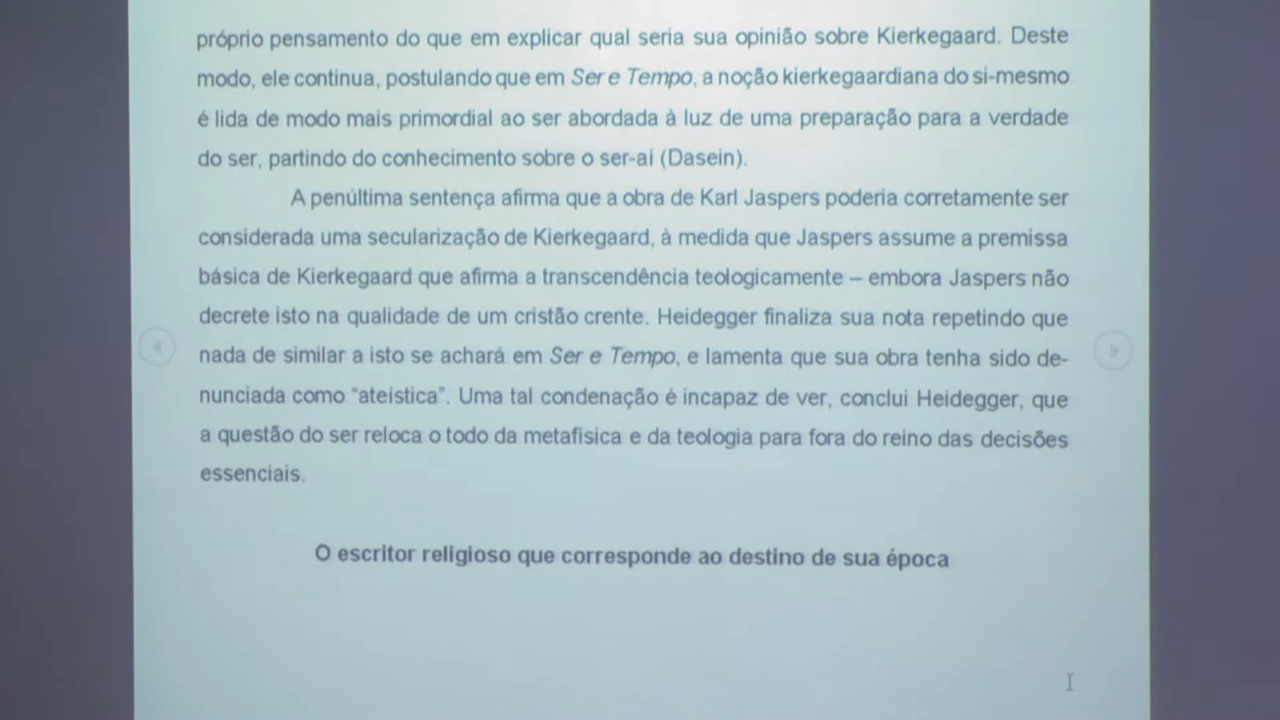 próprio pensamento do que em explicar qual seria sua opinião sobre Kierkegaard. Deste
modo, ele continua, postulando que em Ser e Tempo, a noção kierkegaardiana do si-mesmo
é lida de modo mais primordial ao ser abordada à luz de uma preparação para a verdade
do ser, partindo do conhecimento sobre o ser-aí (Dasein).
A penúltima sentença afirma que a obra de Karl Jaspers poderia corretamente ser
considerada uma secularização de Kierkegaard, à medida que Jaspers assume a premissa
básica de Kierkegaard que afirma a transcendência teologicamente – embora Jaspers não
decrete isto na qualidade de um cristão crente. Heidegger finaliza sua nota repetindo que
nada de similar a isto se achará em Ser e Tempo, e lamenta que sua obra tenha sido de-
nunciada como “ateística”. Uma tal condenação é incapaz de ver, conclui Heidegger, que
a questão do ser reloca o todo da metafísica e da teologia para fora do reino das decisões
essenciais.
O escritor religioso que corresponde ao destino de sua época